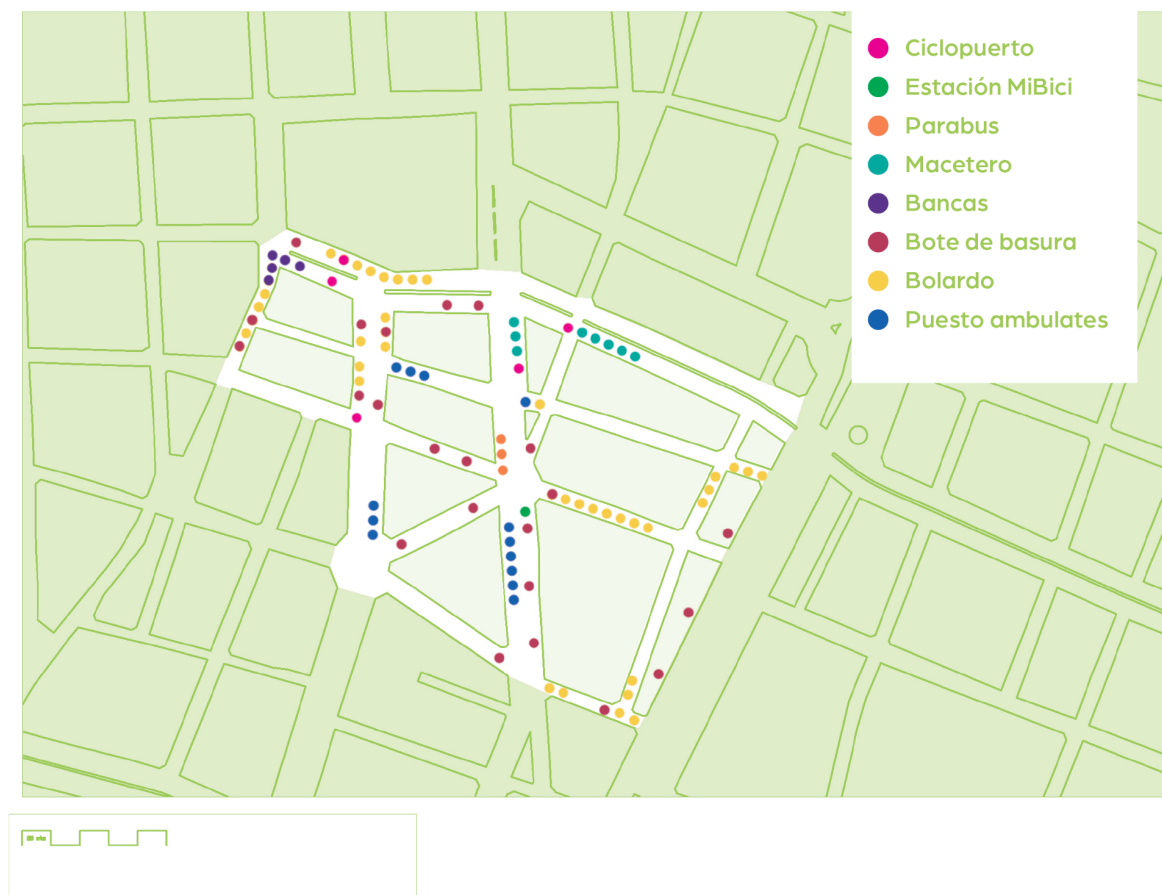 Ciclopuerto
Estación MiBici
Parabus
Macetero
Bancas
Bote de basura
Bolardo
Puesto ambulates